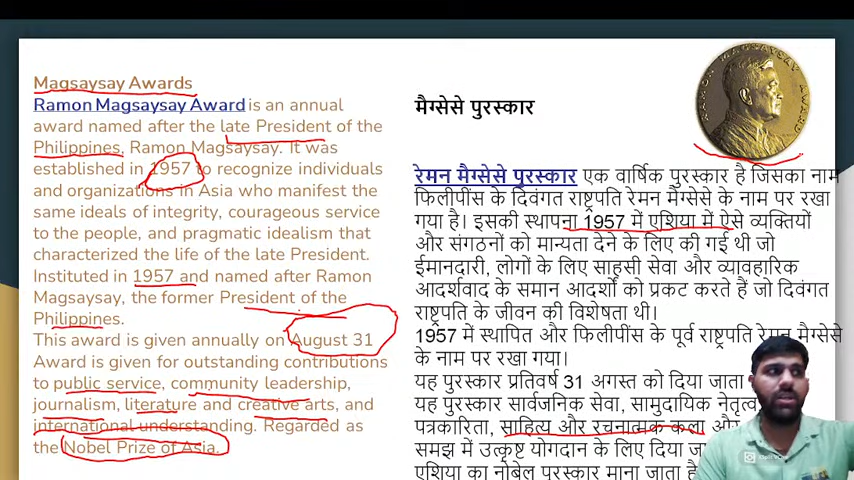 Magsaysay Awards
Ramon Magsaysay Award is an annual
award named after the late President of the
Philippines, Ramon Magsaysay. It was
established in 1957 to recognize individuals
and organizations in Asia who manifest the
same ideals of integrity, courageous service
to the people, and pragmatic idealism that
characterized the life of the late President.
Instituted in 1957 and named after Ramon
Magsaysay, the former President of the
Philippines.
This award is given annually on August 31
Award is given for outstanding contributions
to public service, community leadership,
journalism, literature and creative arts, and
international understanding. Regarded as
the Nobel Prize of Asia.
मैग्सेसे पुरस्कार
रेमन मैग्सेसे पुरस्कार एक वार्षिक पुरस्कार है जिसका नाम
फिलीपींस के दिवंगत राष्ट्रपति रेमन मैग्सेसे के नाम पर रखा
गया है। इसकी स्थापना 1957 में एशिया में ऐसे व्यक्तियों
और संगठनों को मान्यता देने के लिए की गई थी जो
ईमानदारी, लोगों के लिए साहसी सेवा और व्यावहारिक
आदर्शवाद के समान आदर्शों को प्रकट करते हैं जो दिवंगत
राष्ट्रपति के जीवन की विशेषता थी।
1957 में स्थापित और फिलीपींस के पूर्व राष्ट्रपति रेमन मैग्सेसे
के नाम पर रखा गया।
यह पुरस्कार प्रतिवर्ष 31 अगस्त को दिया जाता
यह पुरस्कार सार्वजनिक सेवा, सामुदायिक नेतृत्व
पत्रकारिता, साहित्य और रचनात्मक कला और
समझ में उत्कृष्ट योगदान के लिए दिया
एशिया का नोबेल पुरस्कार माना जाता है
RAMON MAGSAYSAY AWARD